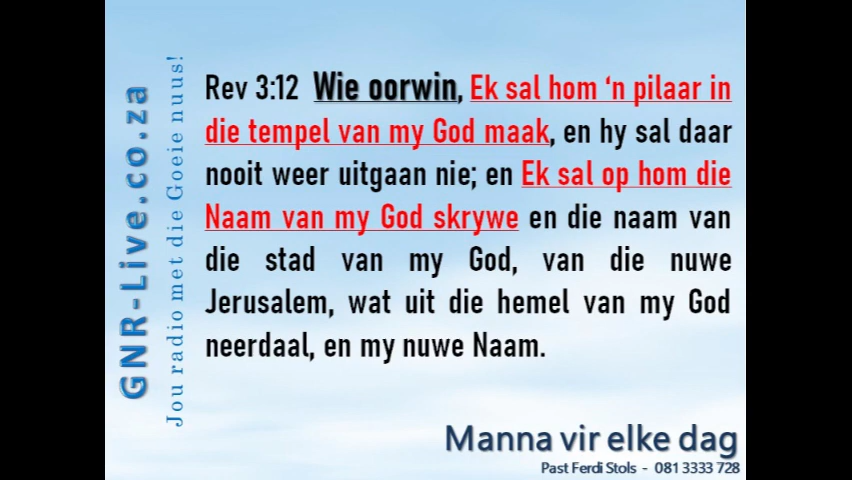 GNR-Live.co.za
Jou radio met die Goeie nuus!
Rev 3:12 Wie oorwin, Ek sal hom ‘n pilaar in
die tempel van my God maak, en hy sal daar
nooit weer uitgaan nie; en Ek sal op hom die
Naam van my God skrywe en die naam van
die stad van my God, van die nuwe
Jerusalem, wat uit die hemel van my God
neerdaal, en my nuwe Naam.
Manna vir elke dag
Past Ferdi Stols - 081 3333 728